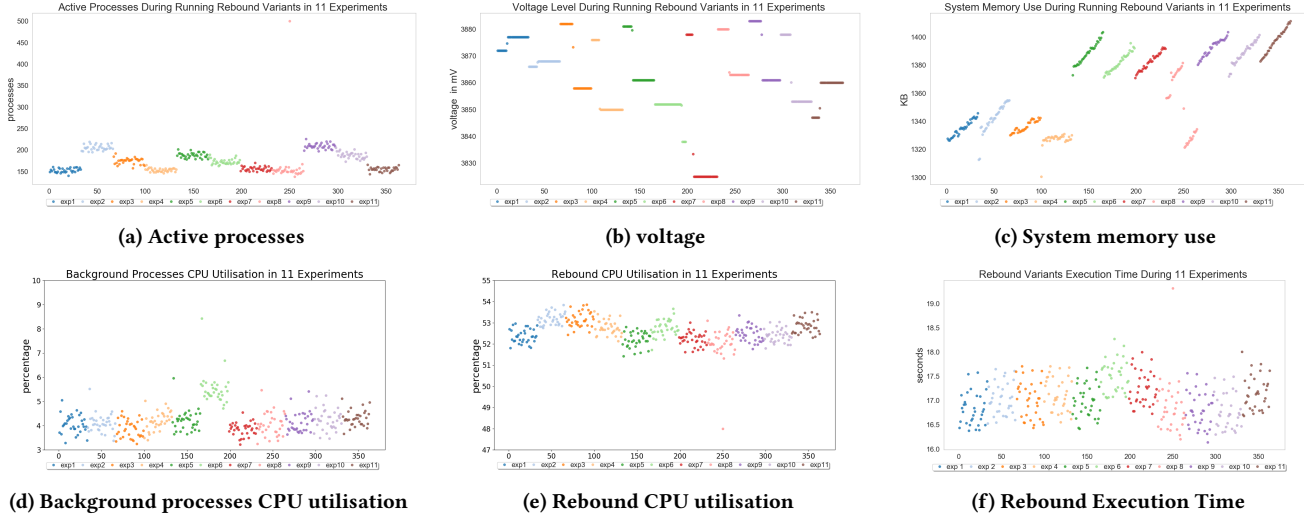 Active Processes During Running Rebound Variants in 11 Experiments
500
450
400
350
300
250
200
150
processes
0 50 100 150 200 250 300 350
exp1 exp2 exp3 exp4 exp5 exp6 exp7 exp8 exp9 exp10 exp11
(a) Active processes
Voltage Level During Running Rebound Variants in 11 Experiments
3880
3870
3860
3850
3840
3830
voltage in mV
0 50 100 150 200 250 300 350
exp1 exp2 exp3 exp4 exp5 exp6 exp7 exp8 exp9 exp10 exp11
(b) voltage
System Memory Use During Running Rebound Variants in 11 Experiments
1400
1380
1360
1340
1320
1300
KB
0 50 100 150 200 250 300 350
exp1 exp2 exp3 exp4 exp5 exp6 exp7 exp8 exp9 exp10 exp11
(c) System memory use
Background Processes CPU Utilisation in 11 Experiments
10
9
8
7
6
5
4
3
percentage
0 50 100 150 200 250 300 350
exp1 exp2 exp3 exp4 exp5 exp6 exp7 exp8 exp9 exp10 exp11
(d) Background processes CPU utilisation
Rebound CPU Utilisation in 11 Experiments
55
54
53
52
51
50
49
48
47
percentage
0 50 100 150 200 250 300 350
exp1 exp2 exp3 exp4 exp5 exp6 exp7 exp8 exp9 exp10 exp11
(e) Rebound CPU utilisation
Rebound Variants Execution Time During 11 Experiments
19.0
18.0
17.0
16.0
seconds
0 50 100 150 200 250 300 350
exp 1 exp 2 exp 3 exp 4 exp 5 exp 6 exp 7 exp 8 exp 9 exp 10 exp 11
(f) Rebound Execution Time